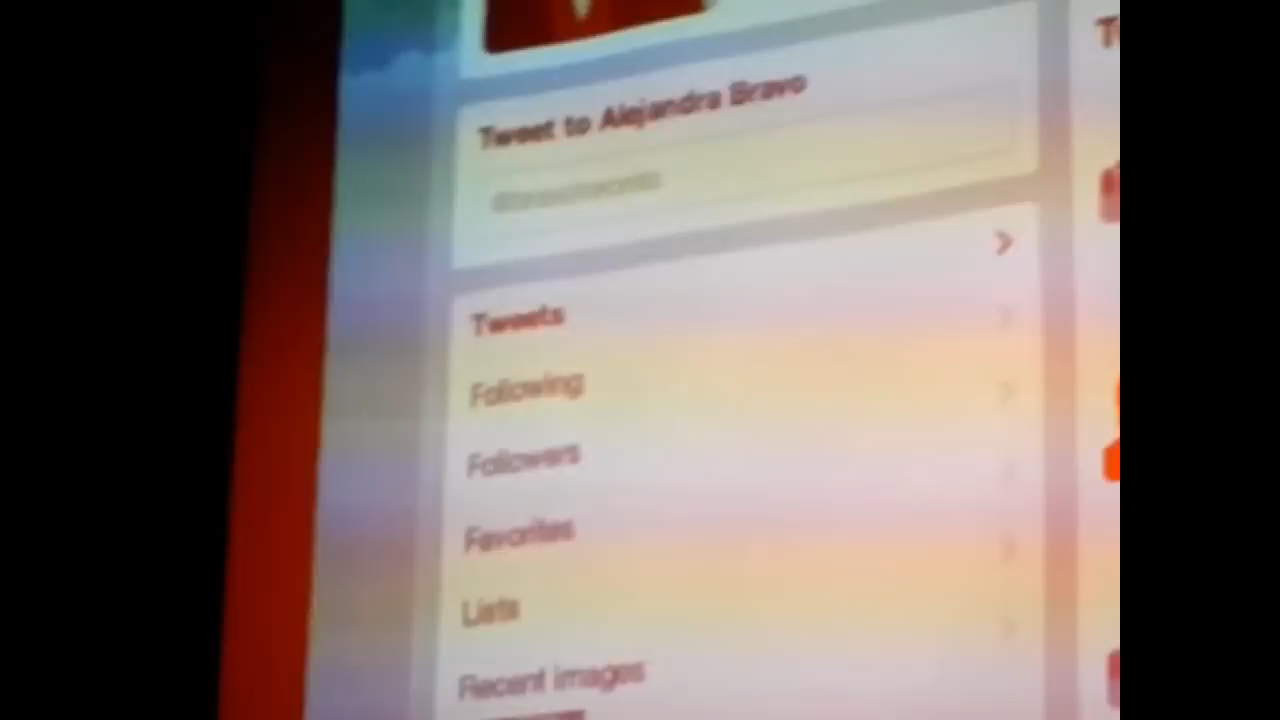 Tweet to Alejandra Bravo
Tweets
Following
Followers
Favorites
Lists
Recent images